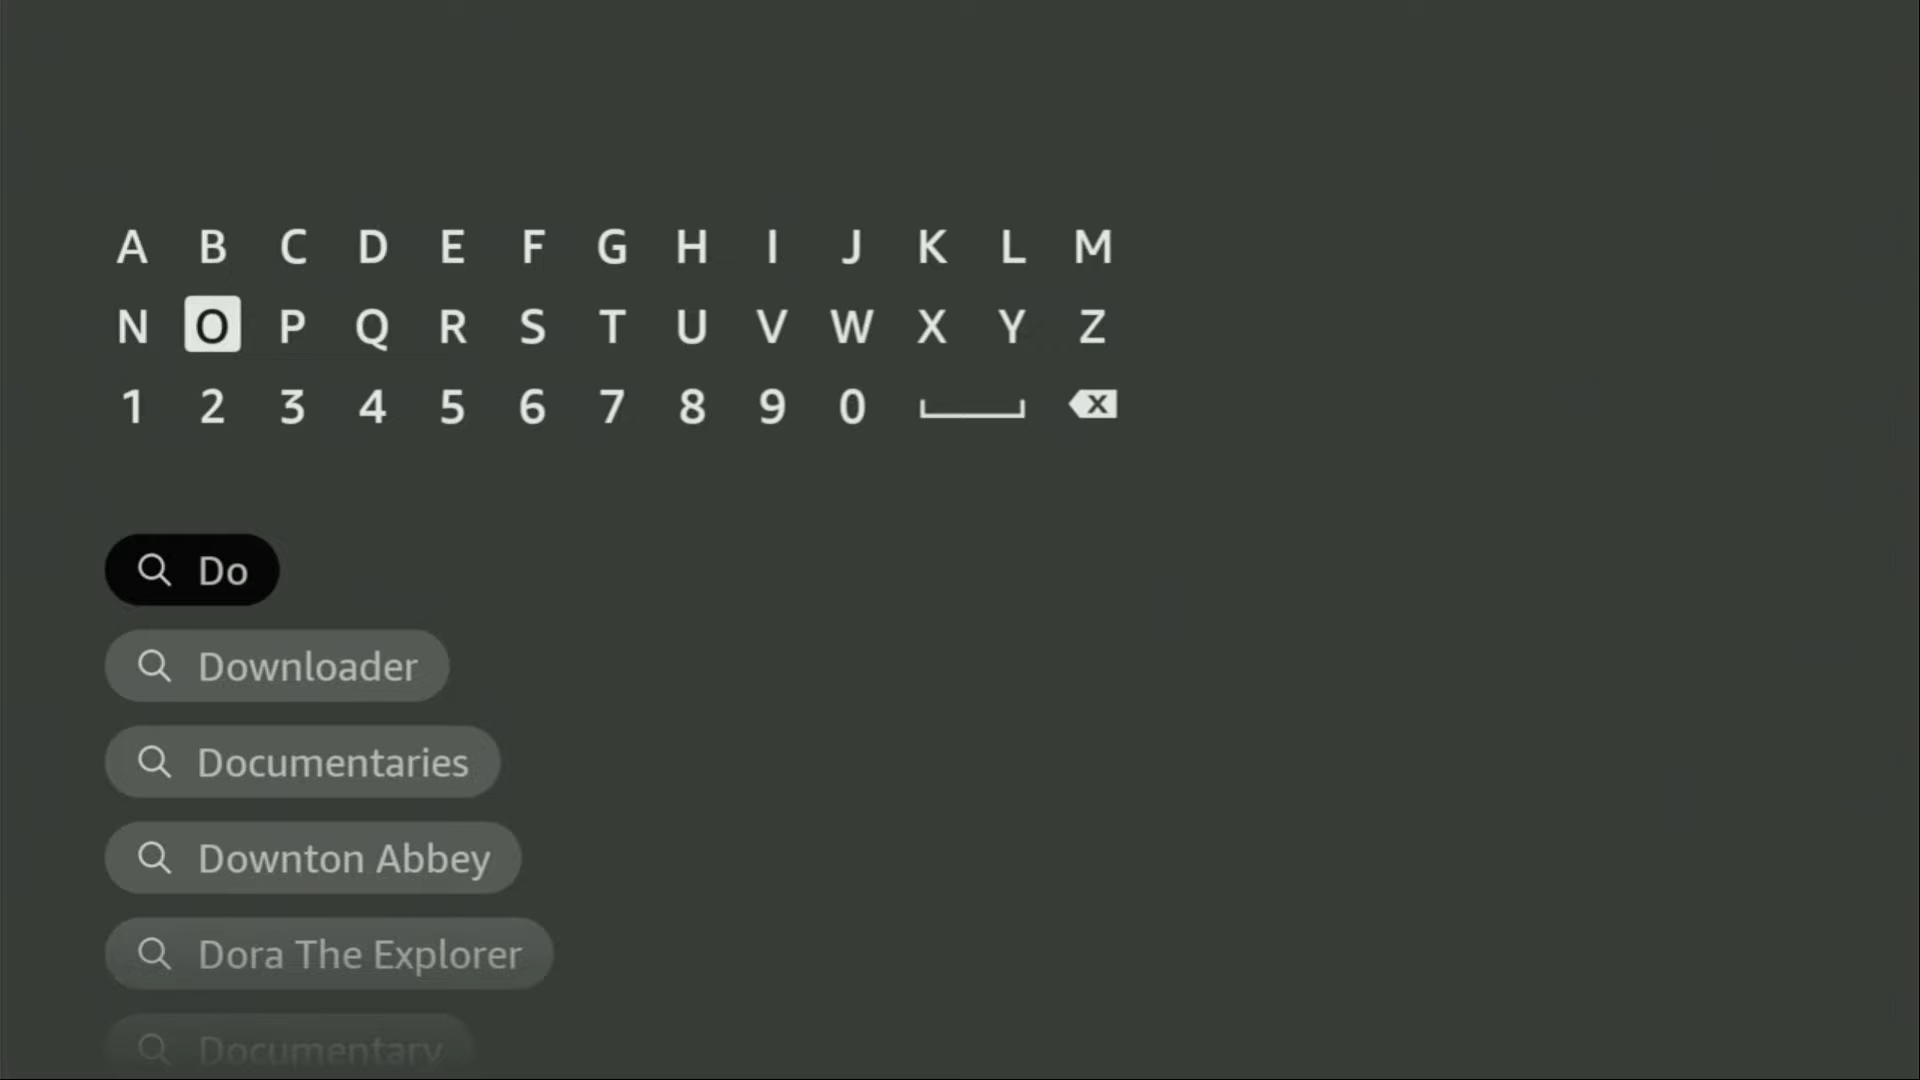 A B C D E F G H I J K L M
N O P Q R S T U V W X Y Z
1 2 3 4 5 6 7 8 9 0
Do
Downloader
Documentaries
Downton Abbey
Dora The Explorer
Documentary